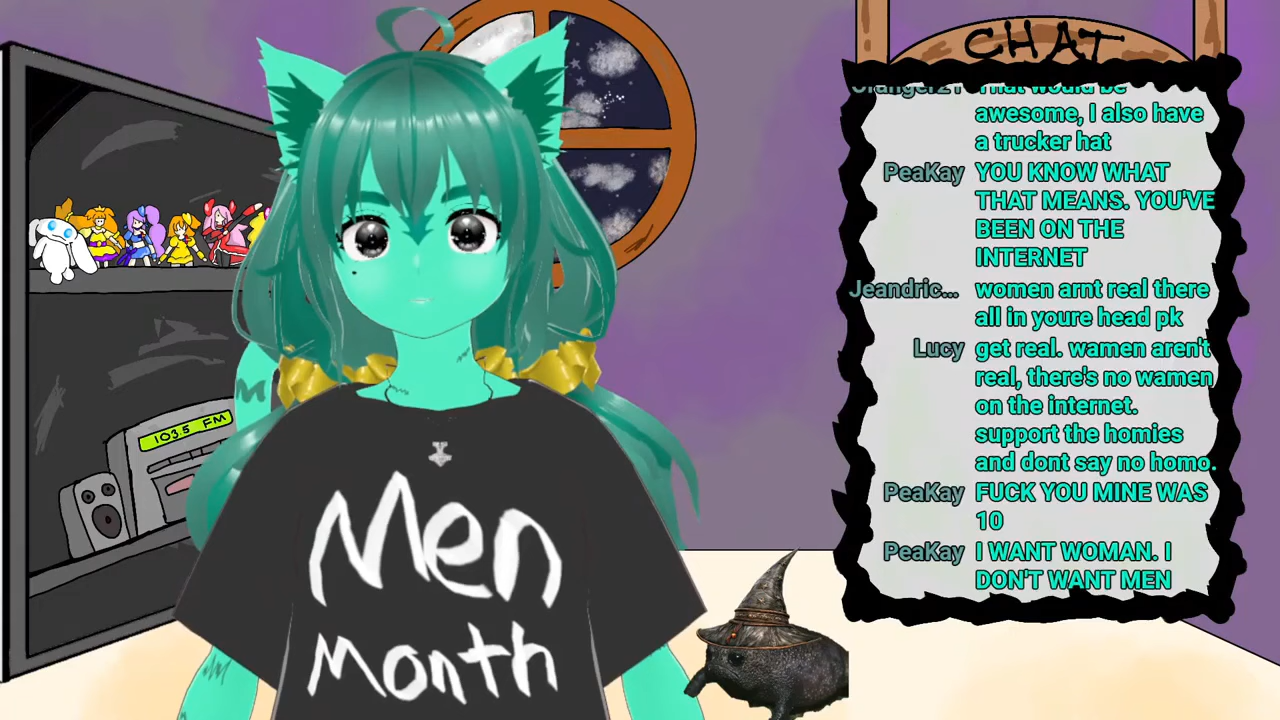 CHAT
That would be
awesome, I also have
a trucker hat
PeaKay YOU KNOW WHAT
THAT MEANS. YOU'VE
BEEN ON THE
INTERNET
Jeandric... women arnt real there
all in youre head pk
Lucy get real. wamen aren't
real, there's no wamen
on the internet.
support the homies
and dont say no homo.
PeaKay FUCK YOU MINE WAS
10
PeaKay I WANT WOMAN. I
DON'T WANT MEN
103.5 FM
Men
Month